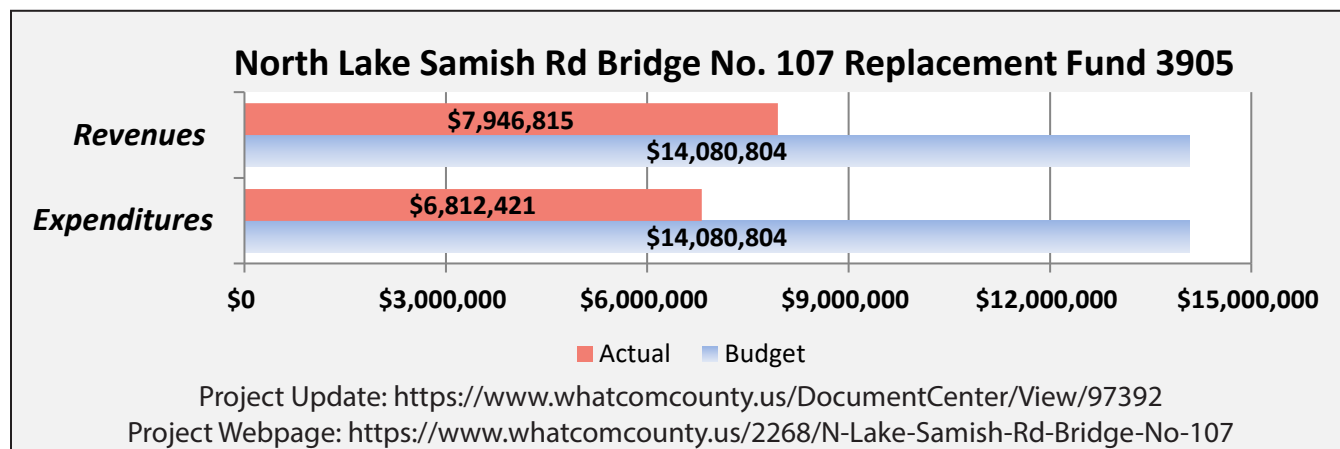 North Lake Samish Rd Bridge No. 107 Replacement Fund 3905
Revenues
$7,946,815
$14,080,804
Expenditures
$6,812,421
$14,080,804
$0 $3,000,000 $6,000,000 $9,000,000 $12,000,000 $15,000,000
Actual Budget
Project Update: https://www.whatcomcounty.us/DocumentCenter/View/97392
Project Webpage: https://www.whatcomcounty.us/2268/N-Lake-Samish-Rd-Bridge-No-107